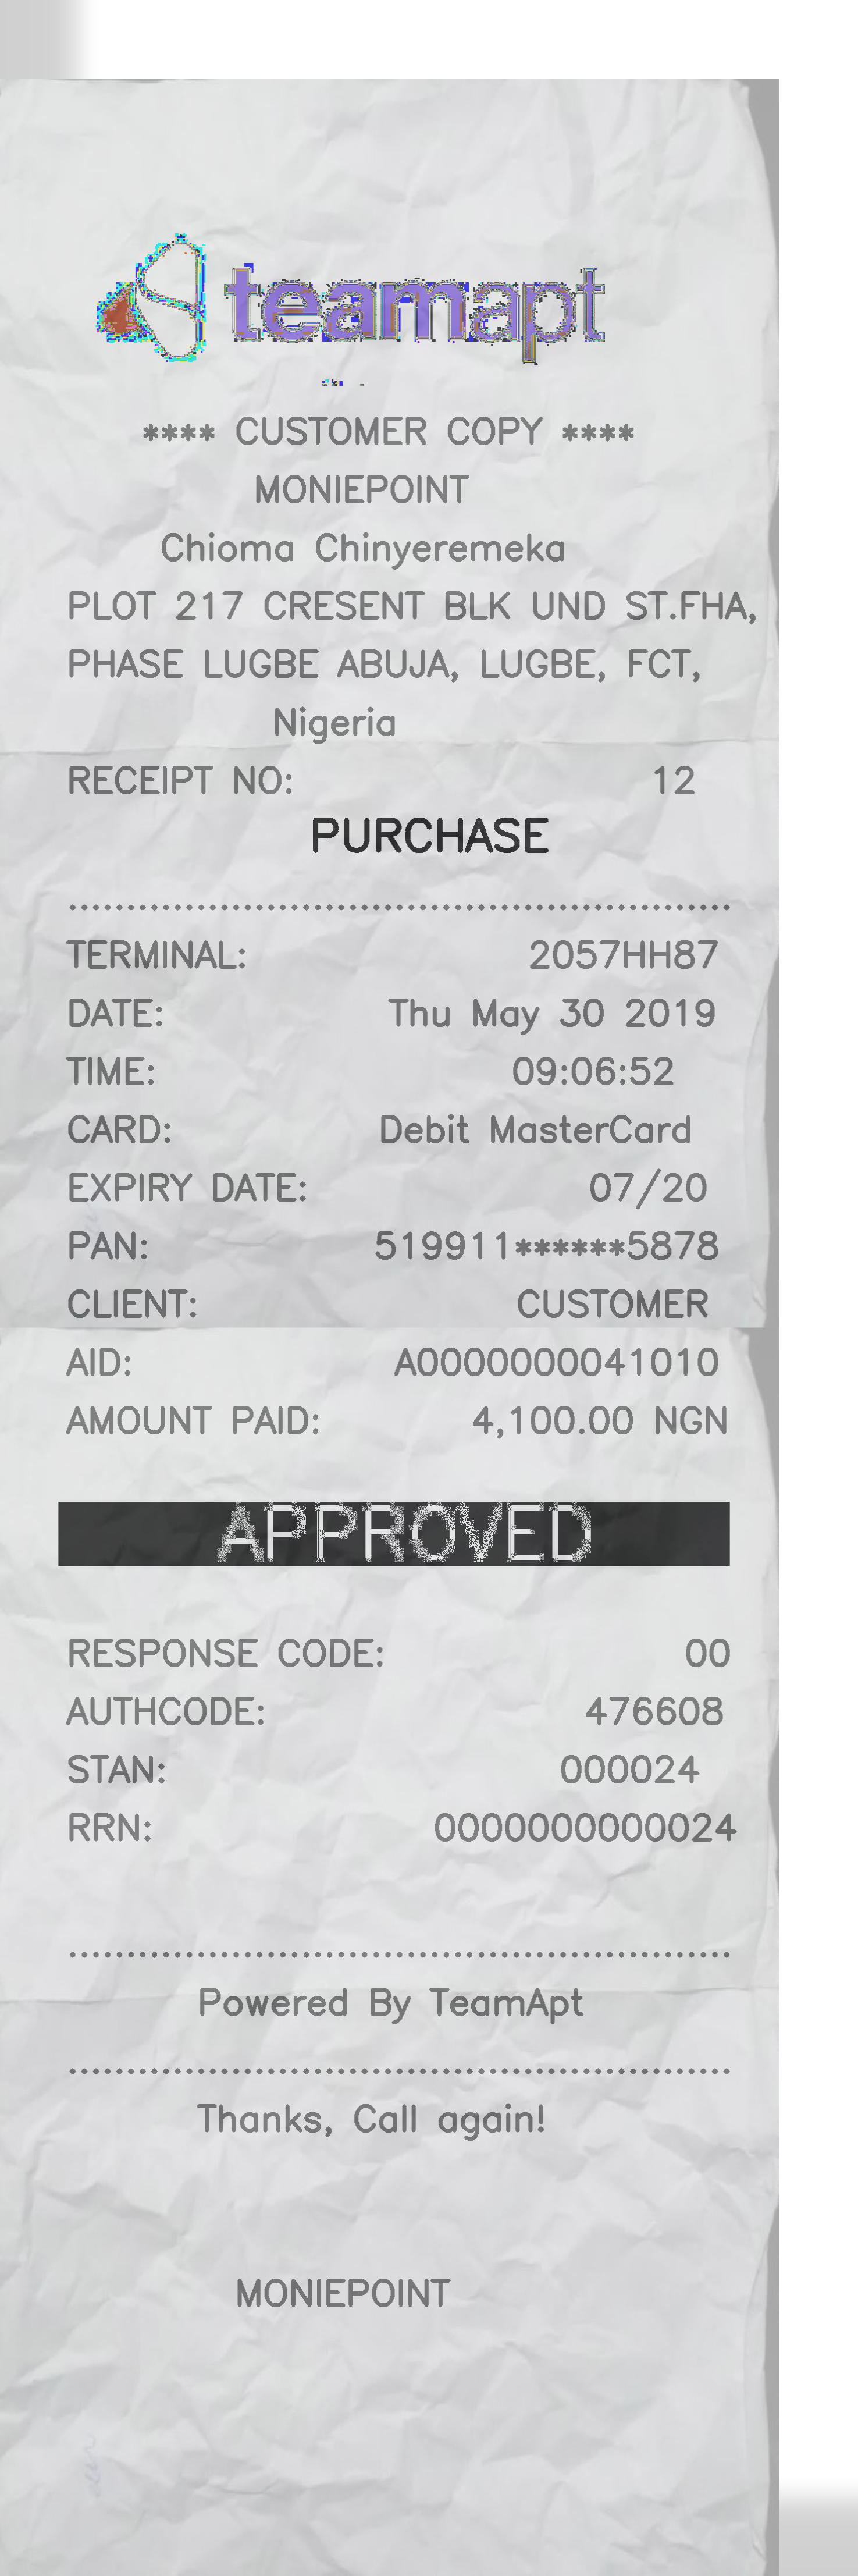 teamapt
**** CUSTOMER COPY ****
MONIEPOINT
Chioma Chinyeremeka
PLOT 217 CRESENT BLK UND ST.FHA,
PHASE LUGBE ABUJA, LUGBE, FCT,
Nigeria
RECEIPT NO: 12
PURCHASE
TERMINAL: 2057HH87
DATE: Thu May 30 2019
TIME: 09:06:52
CARD: Debit MasterCard
EXPIRY DATE: 07/20
PAN: 519911******5878
CLIENT: CUSTOMER
AID: A0000000041010
AMOUNT PAID: 4,100.00 NGN
APPROVED
RESPONSE CODE: 00
AUTHCODE: 476608
STAN: 000024
RRN: 0000000000024
Powered By TeamApt
Thanks, Call again!
MONIEPOINT